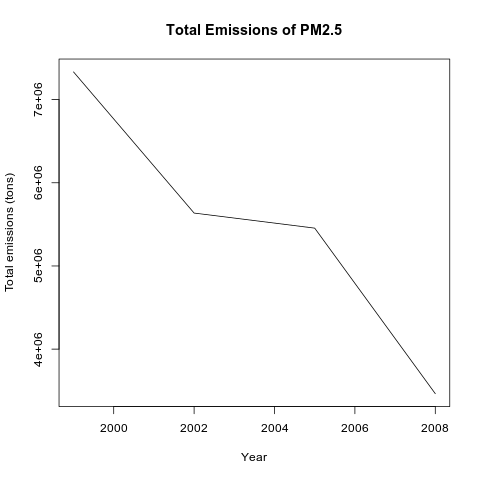 Total Emissions of PM2.5
Total emissions (tons)
7e+06
6e+06
5e+06
4e+06
2000 2002 2004 2006 2008
Year